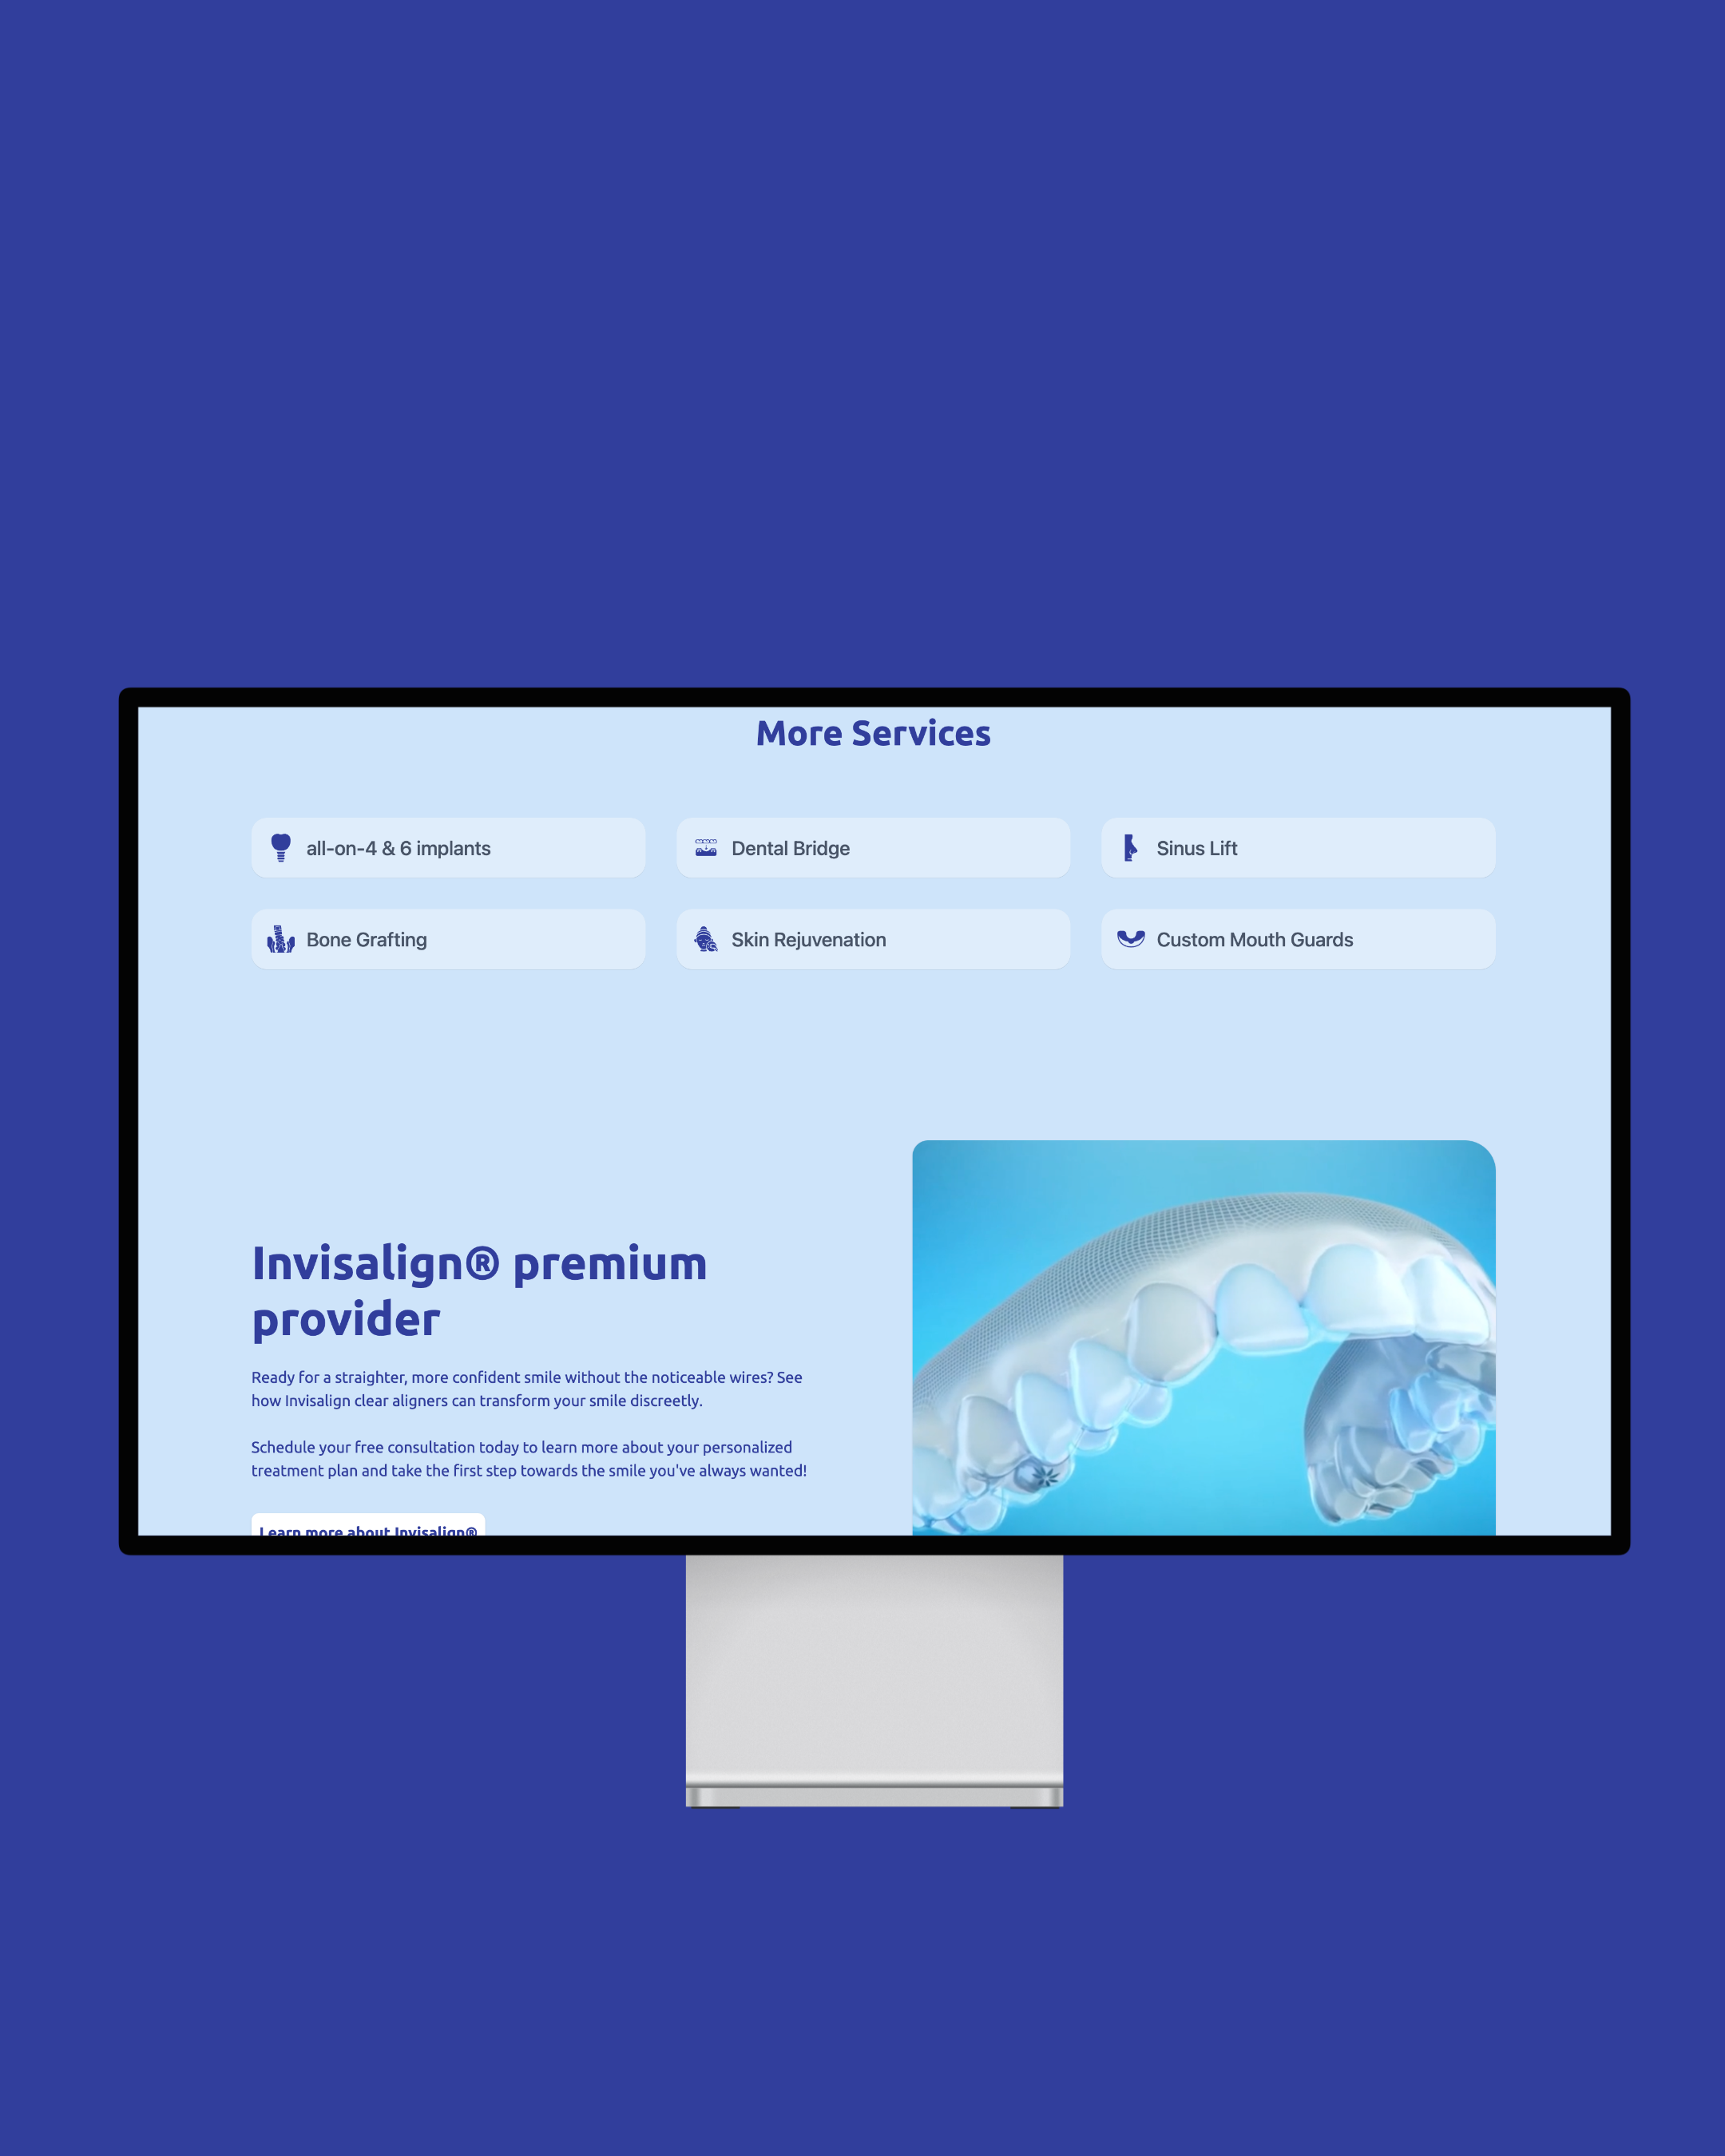 More Services
all-on-4 & 6 implants
Dental Bridge
Sinus Lift
Bone Grafting
Skin Rejuvenation
Custom Mouth Guards
Invisalign® premium
provider
Ready for a straighter, more confident smile without the noticeable wires? See
how Invisalign clear aligners can transform your smile discreetly.
Schedule your free consultation today to learn more about your personalized
treatment plan and take the first step towards the smile you've always wanted!
Learn more about Invisalign®